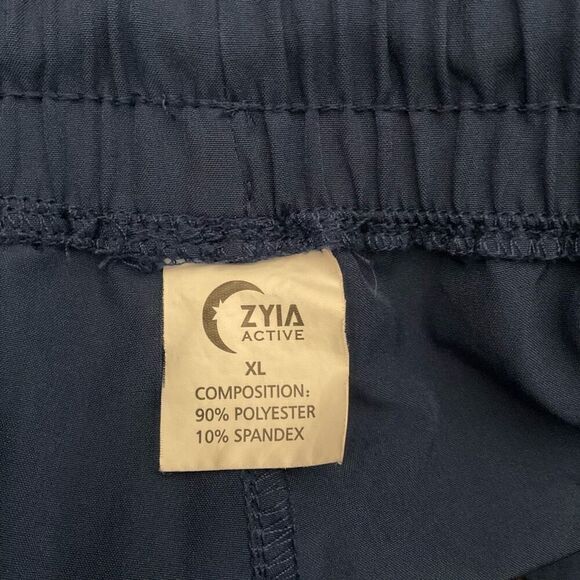 ZYIA
ACTIVE
XL
COMPOSITION:
90% POLYESTER
10% SPANDEX